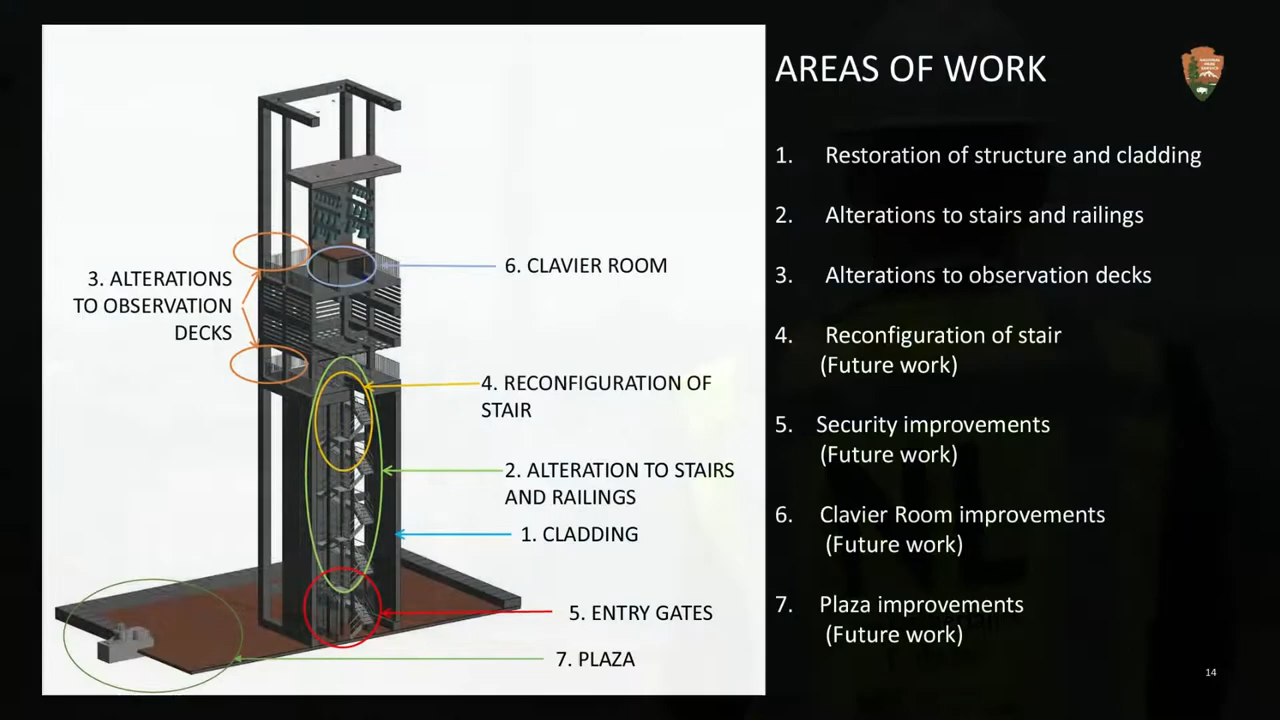 AREAS OF WORK
1. Restoration of structure and cladding
2. Alterations to stairs and railings
3. Alterations to observation decks
4. Reconfiguration of stair
(Future work)
5. Security improvements
(Future work)
6. Clavier Room improvements
(Future work)
7. Plaza improvements
(Future work)
3. ALTERATIONS
TO OBSERVATION
DECKS
6. CLAVIER ROOM
4. RECONFIGURATION OF
STAIR
2. ALTERATION TO STAIRS
AND RAILINGS
1. CLADDING
5. ENTRY GATES
7. PLAZA
14